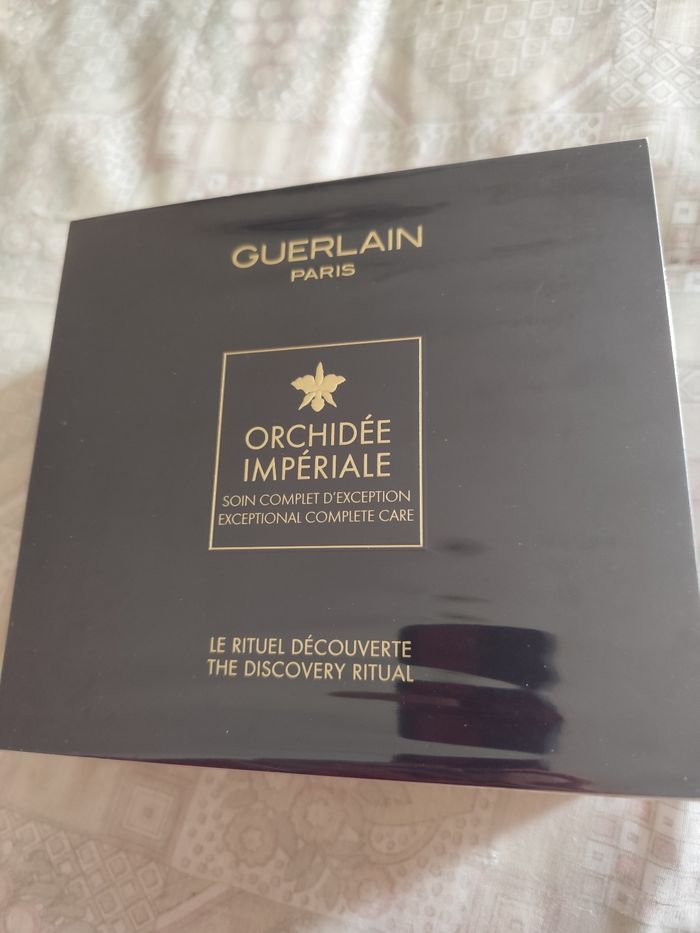 GUERLAIN
PARIS
ORCHIDÉE
IMPÉRIALE
SOIN COMPLET D'EXCEPTION
EXCEPTIONAL COMPLETE CARE
LE RITUEL DÉCOUVERTE
THE DISCOVERY RITUAL